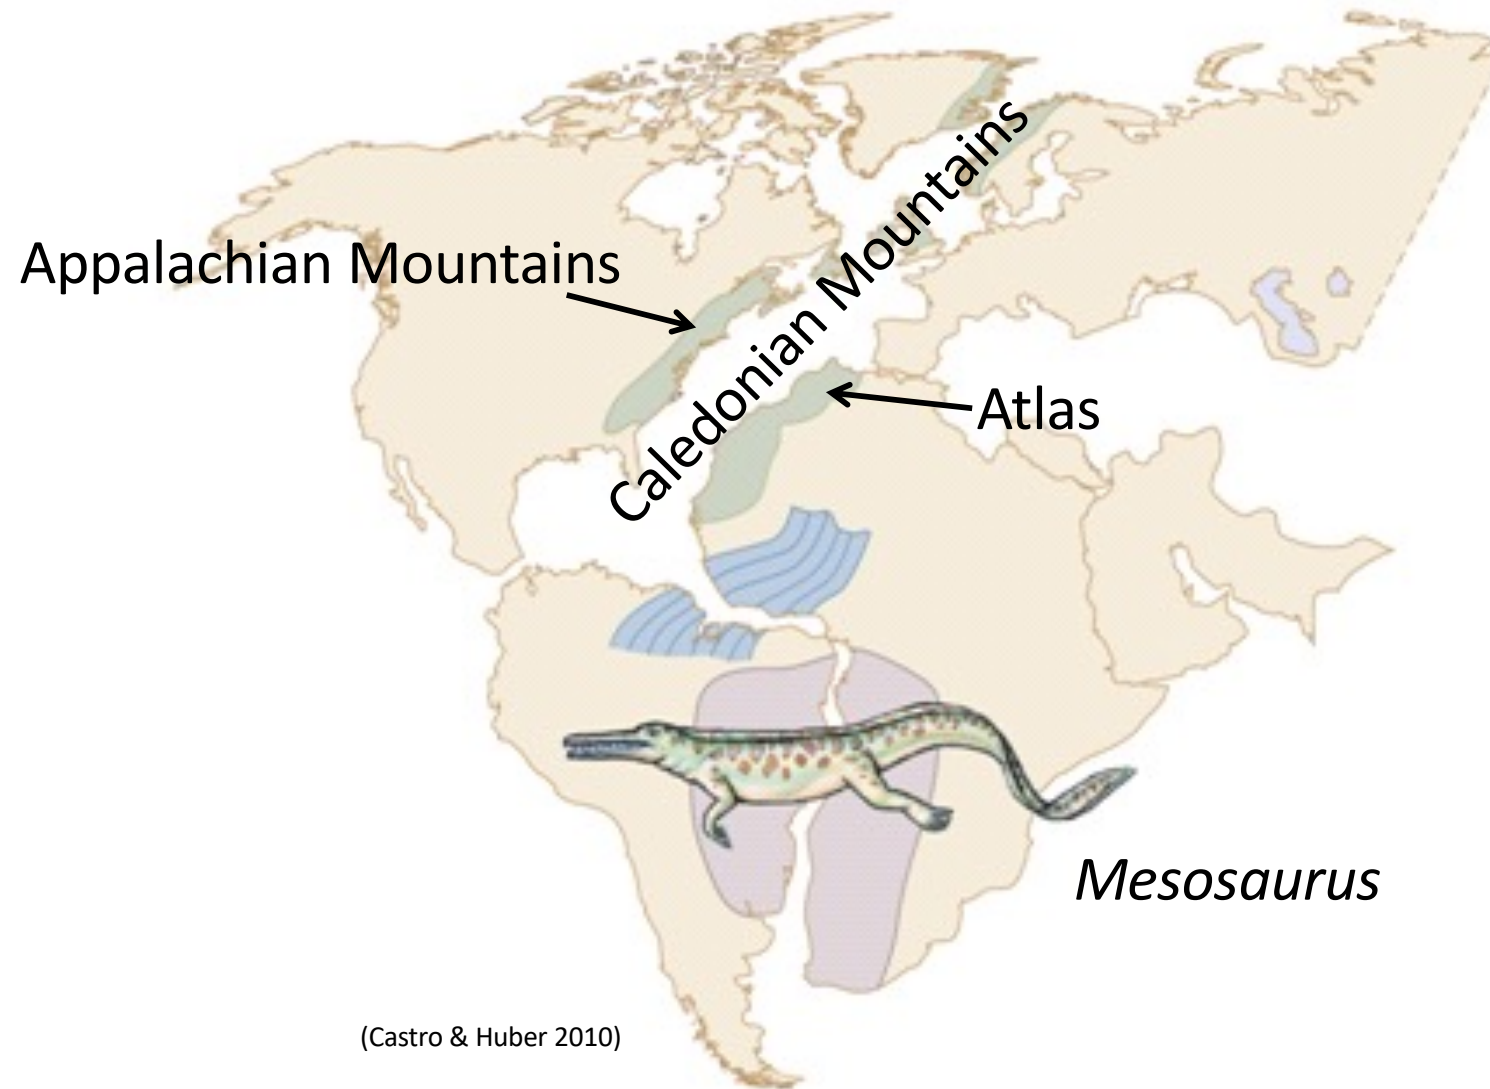 Appalachian Mountains
Caledonian Mountains
Atlas
Mesosaurus
(Castro & Huber 2010)